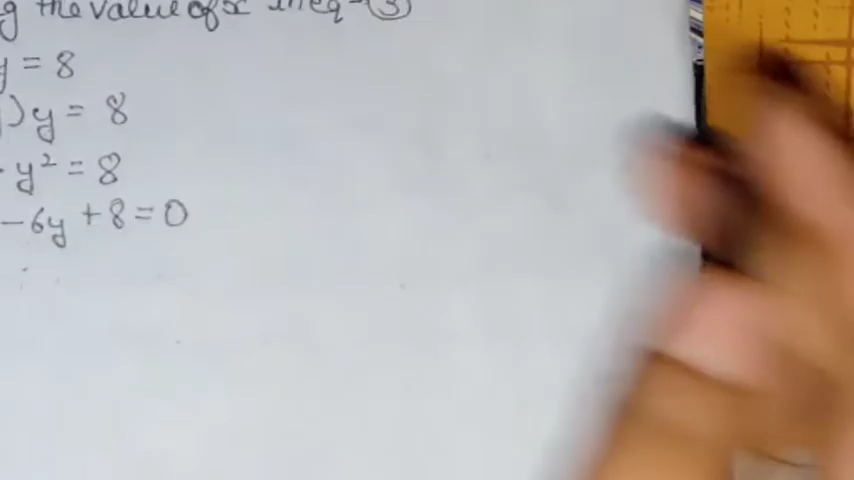 the value of x in eq-③
y = 8
)y = 8
- y² = 8
- 6y + 8 = 0